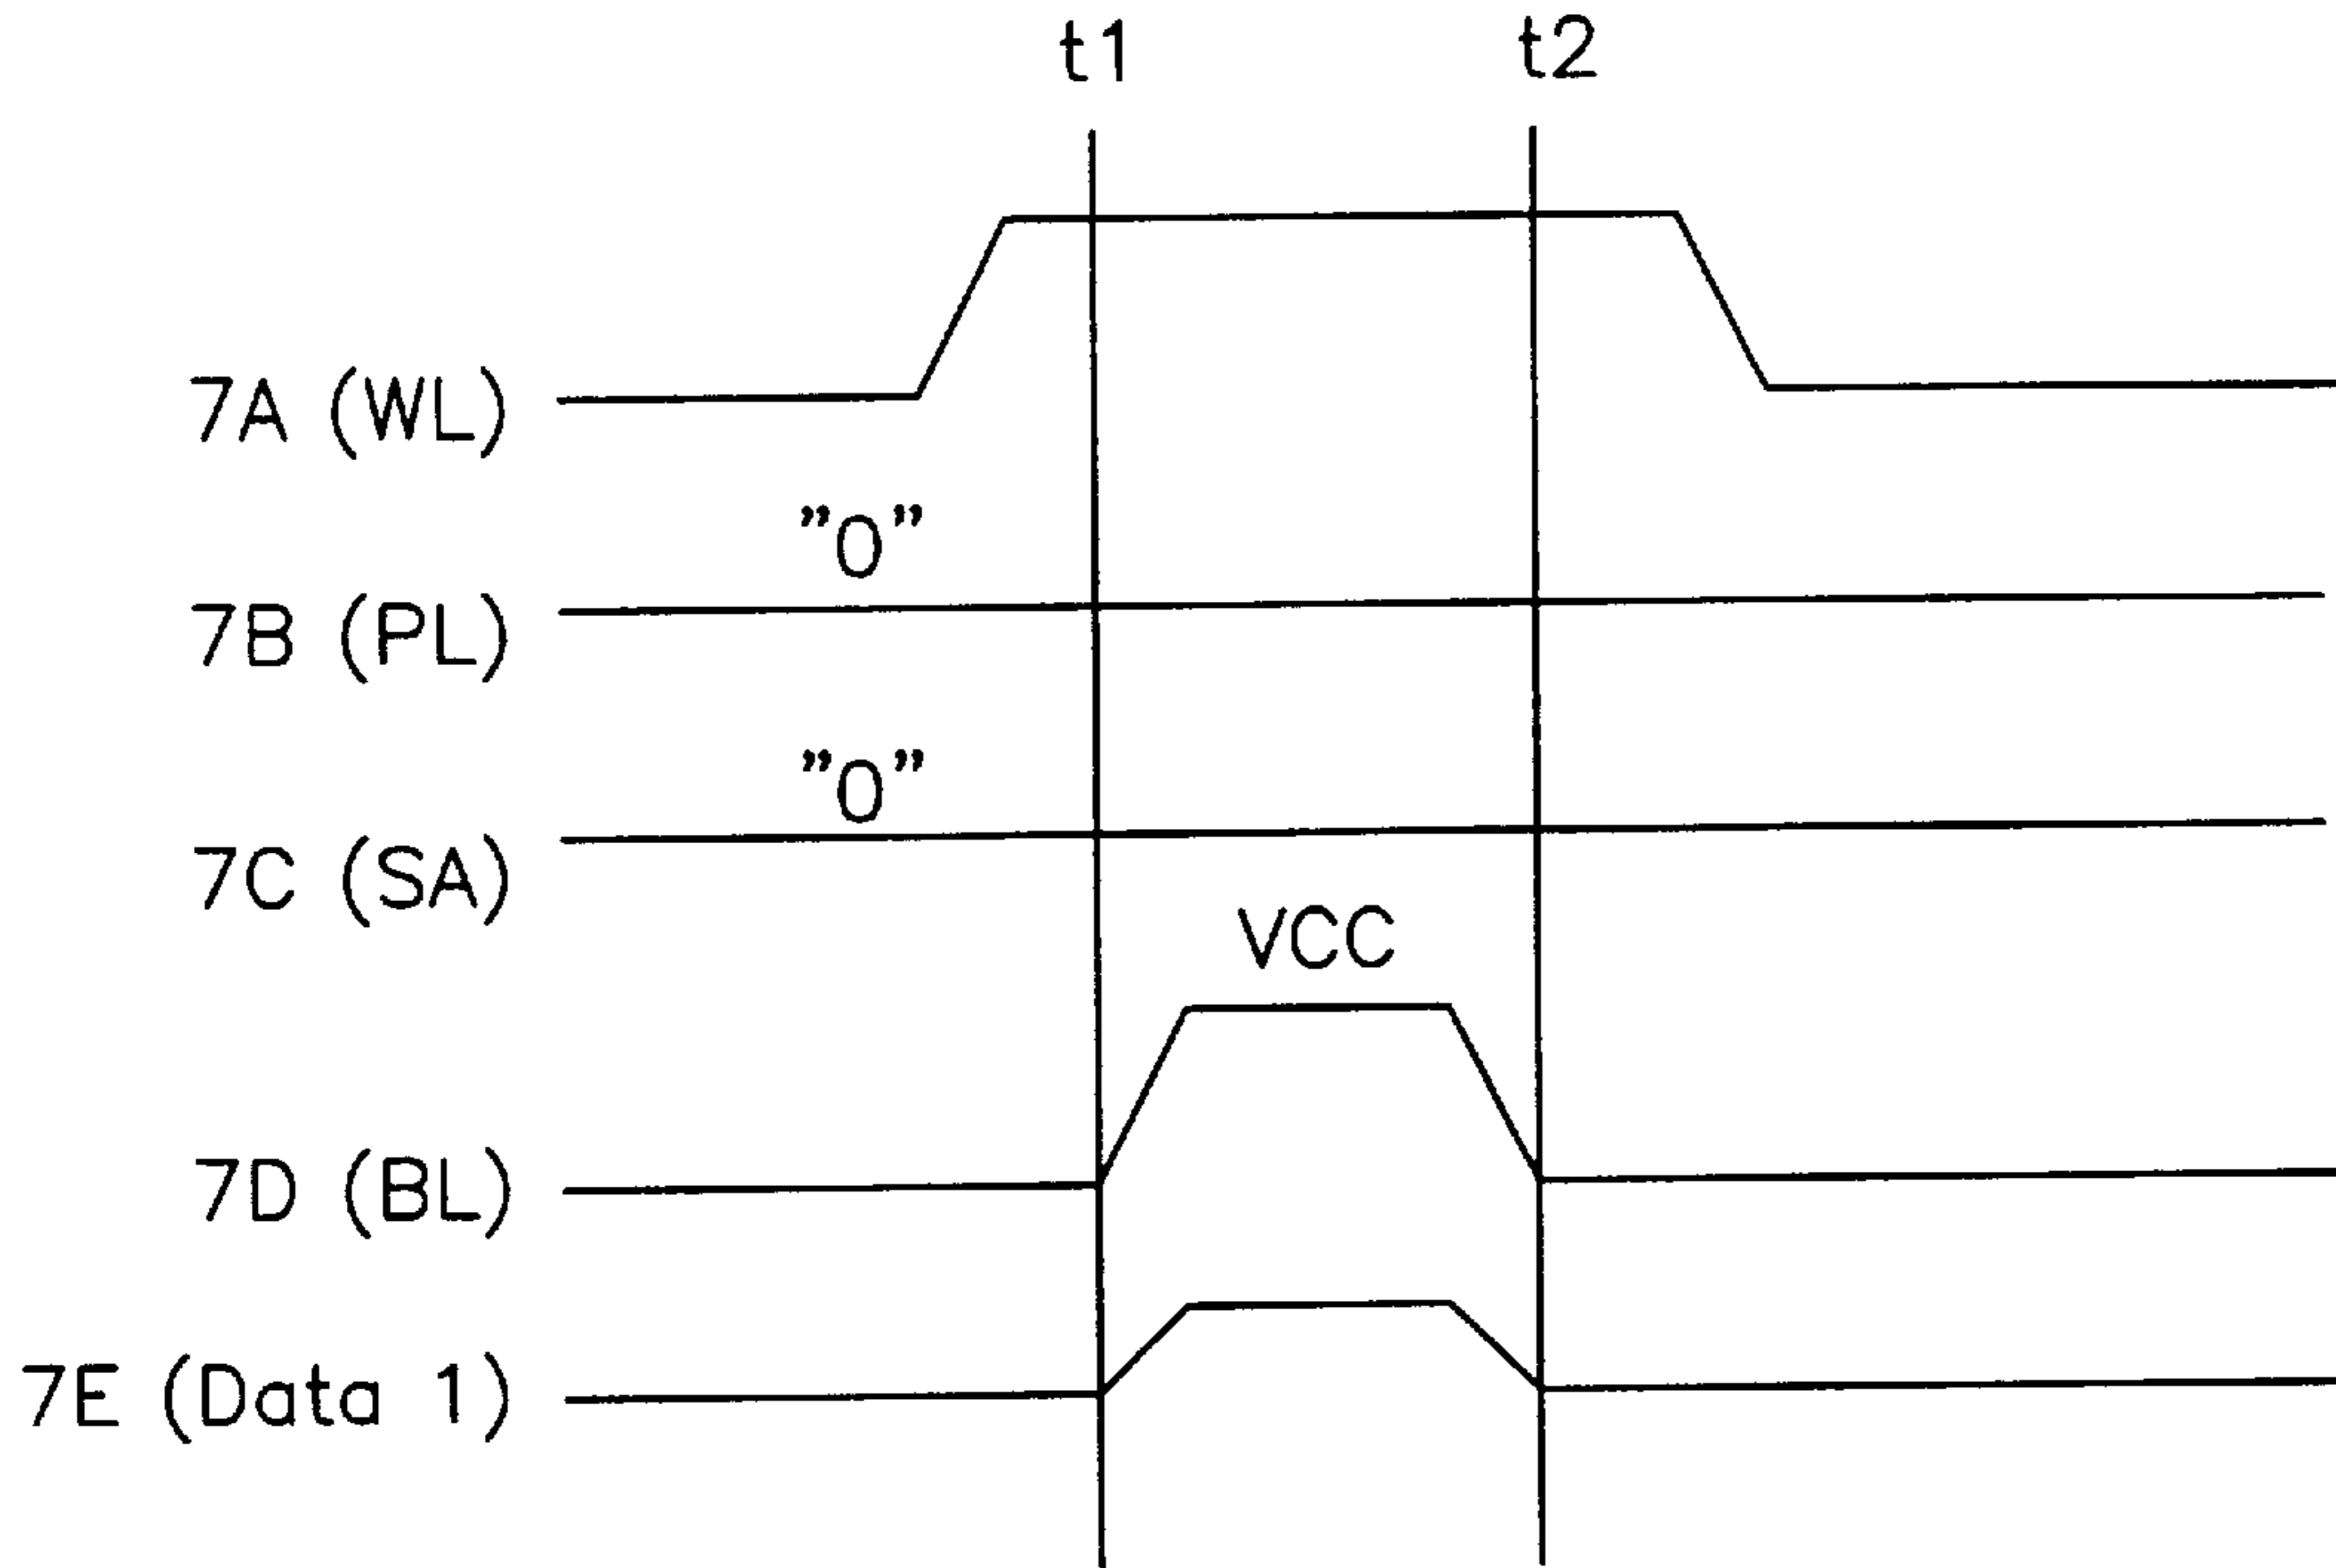 t1 t2
7A (WL)
"0"
7B (PL)
"0"
7C (SA)
VCC
7D (BL)
7E (Data 1)